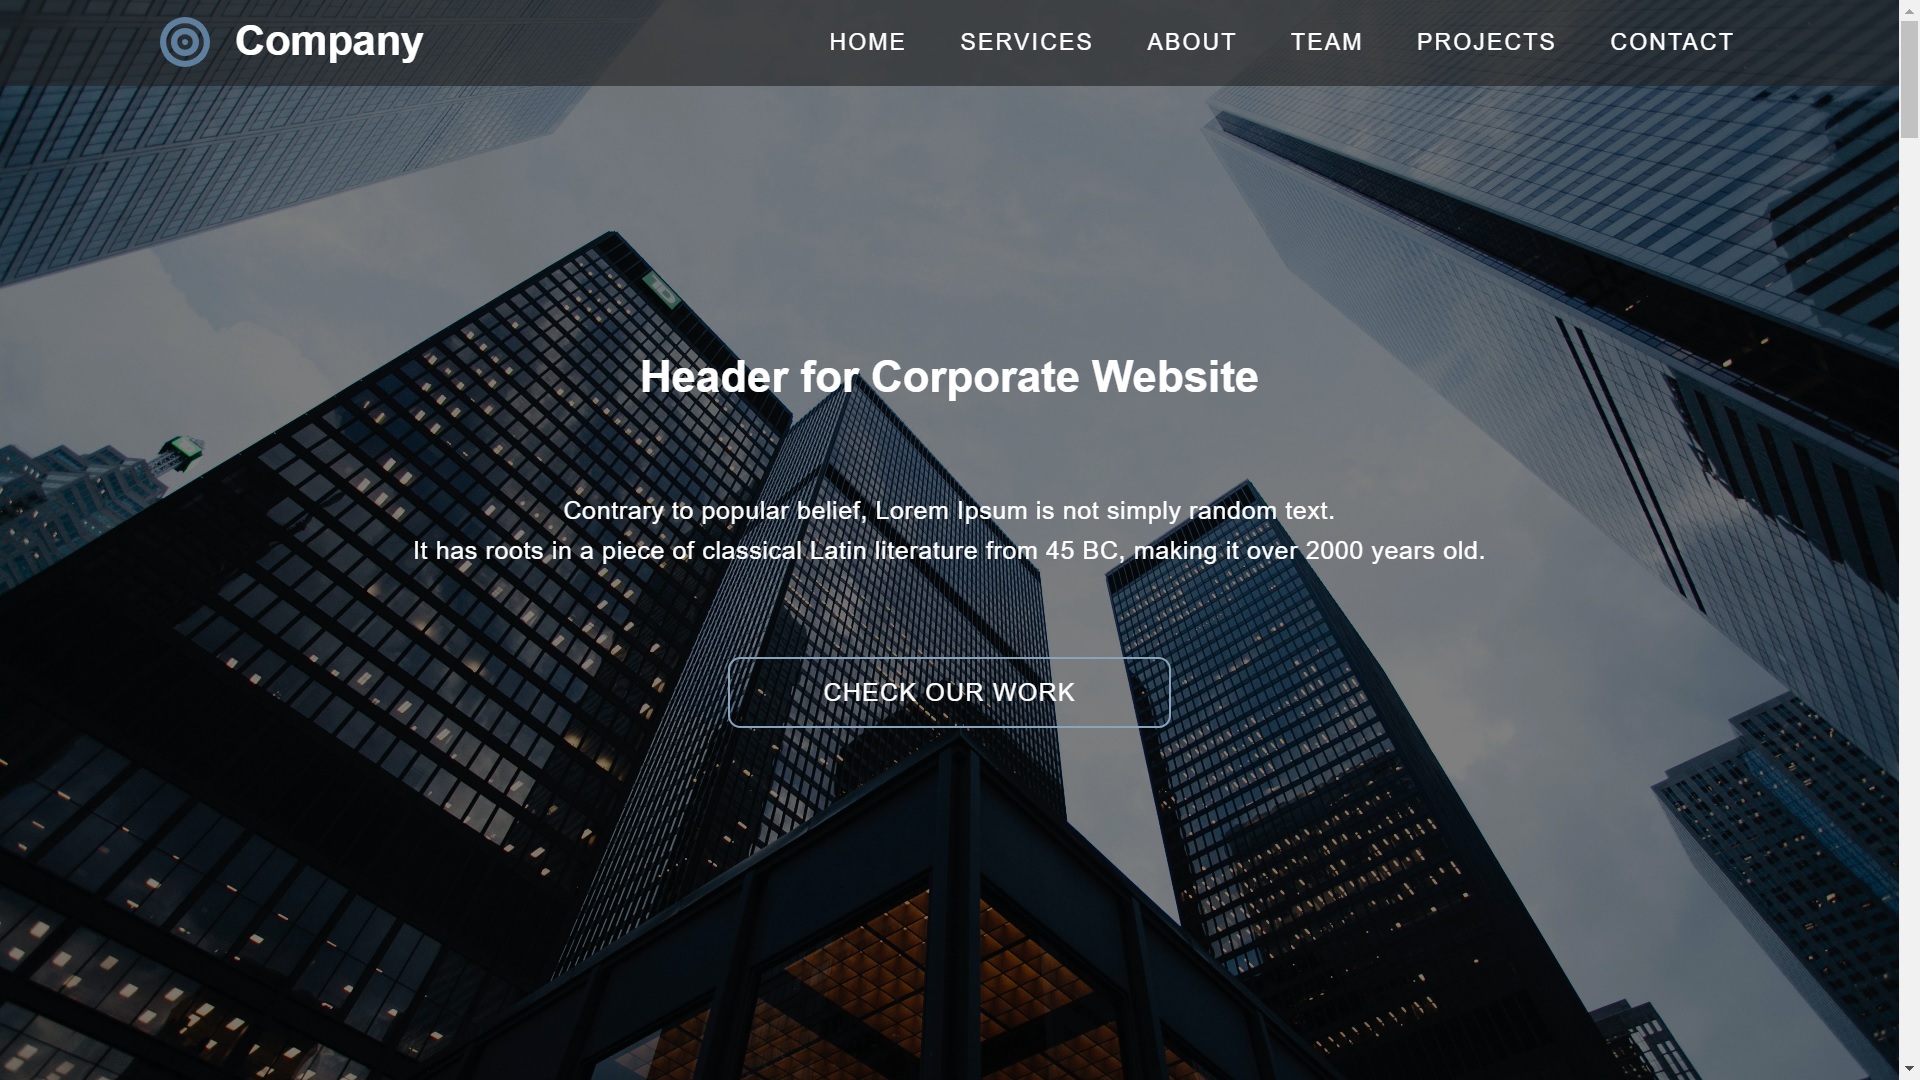 Company
HOME SERVICES ABOUT TEAM PROJECTS CONTACT
Header for Corporate Website
Contrary to popular belief, Lorem Ipsum is not simply random text.
It has roots in a piece of classical Latin literature from 45 BC, making it over 2000 years old.
CHECK OUR WORK
TD